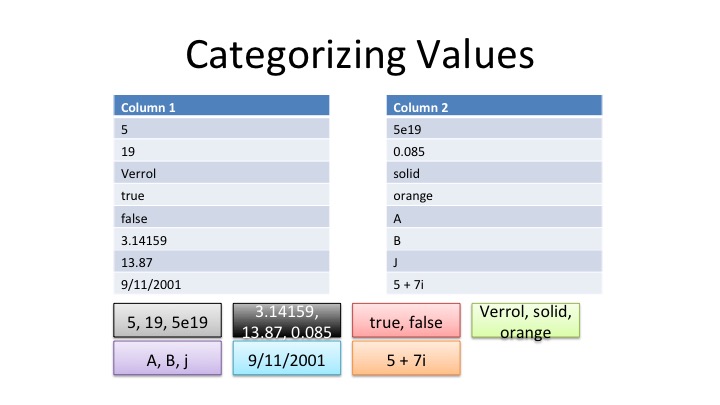 Categorizing Values
Column 1
5
19
Verrol
true
false
3.14159
13.87
9/11/2001
Column 2
5e19
0.085
solid
orange
A
B
J
5 + 7i
5, 19, 5e19
3.14159,
13.87, 0.085
true, false
Verrol, solid,
orange
A, B, j
9/11/2001
5 + 7i